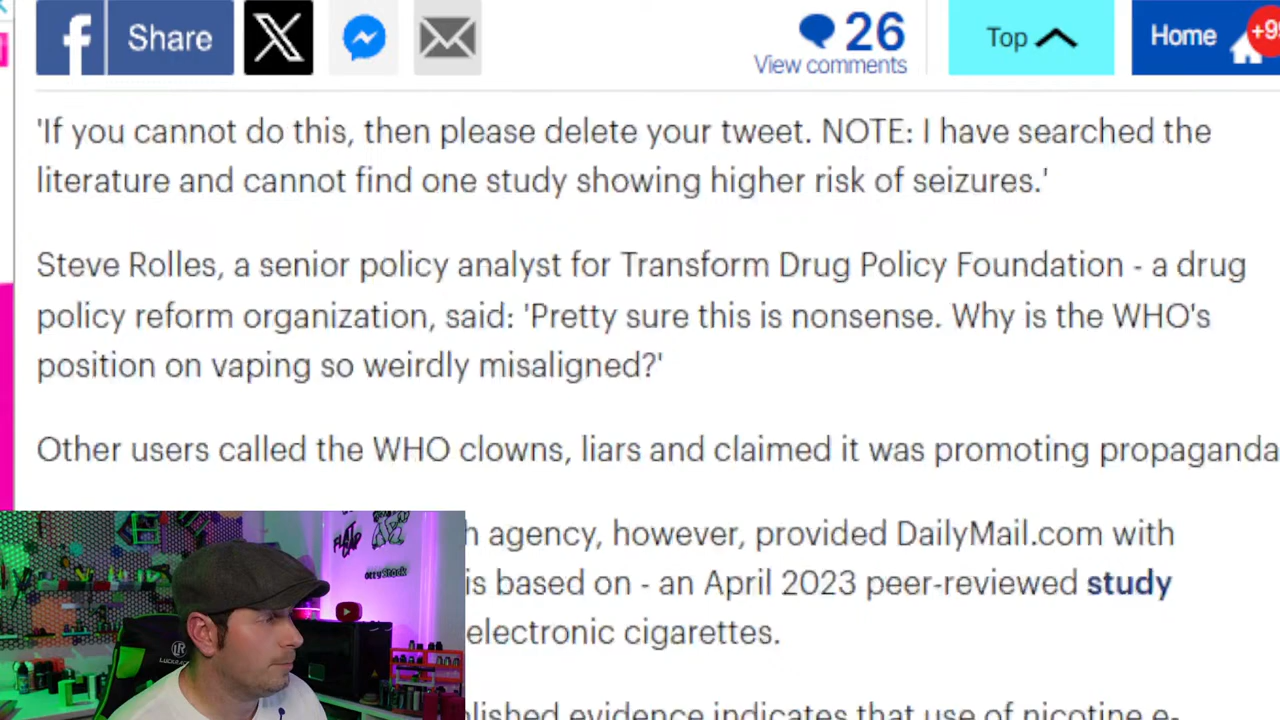 Share
26
View comments
Top
Home
+99
'If you cannot do this, then please delete your tweet. NOTE: I have searched the
literature and cannot find one study showing higher risk of seizures.'
Steve Rolles, a senior policy analyst for Transform Drug Policy Foundation - a drug
policy reform organization, said: 'Pretty sure this is nonsense. Why is the WHO's
position on vaping so weirdly misaligned?'
Other users called the WHO clowns, liars and claimed it was promoting propaganda
agency, however, provided DailyMail.com with
is based on - an April 2023 peer-reviewed study
electronic cigarettes.
evidence indicates that use of nicotine e-